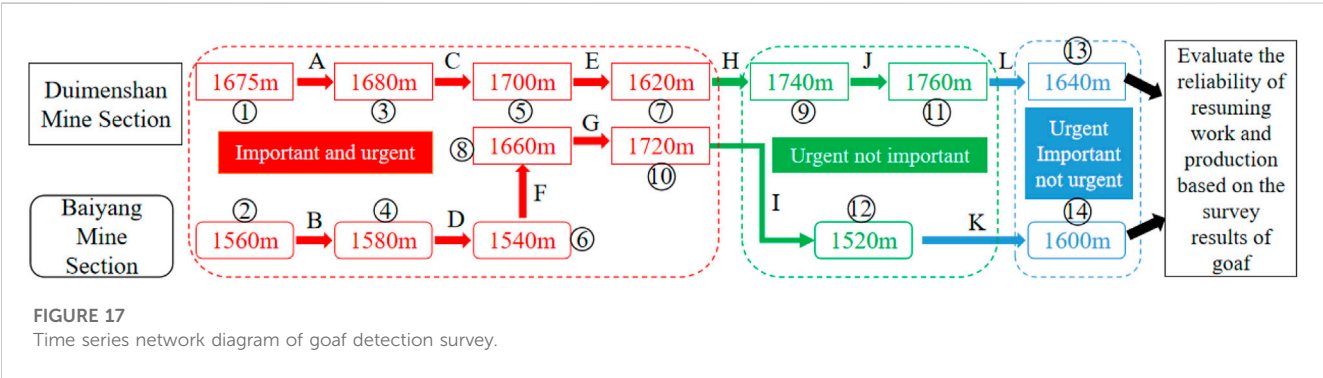 A
C
E
H
J
L
⑬
Duimenshan
Mine Section
1675m
1680m
1700m
1620m
1740m
1760m
1640m
①
③
⑤
⑦
⑨
⑪
Important and urgent
⑧
1660m
G
1720m
⑩
Urgent not important
Urgent
Important
not urgent
Evaluate the
reliability of
resuming
work and
production
based on the
survey
results of
goaf
Baiyang
Mine
Section
②
④
F
I
⑫
⑭
1560m
B
1580m
D
1540m
⑥
1520m
K
1600m
FIGURE 17
Time series network diagram of goaf detection survey.